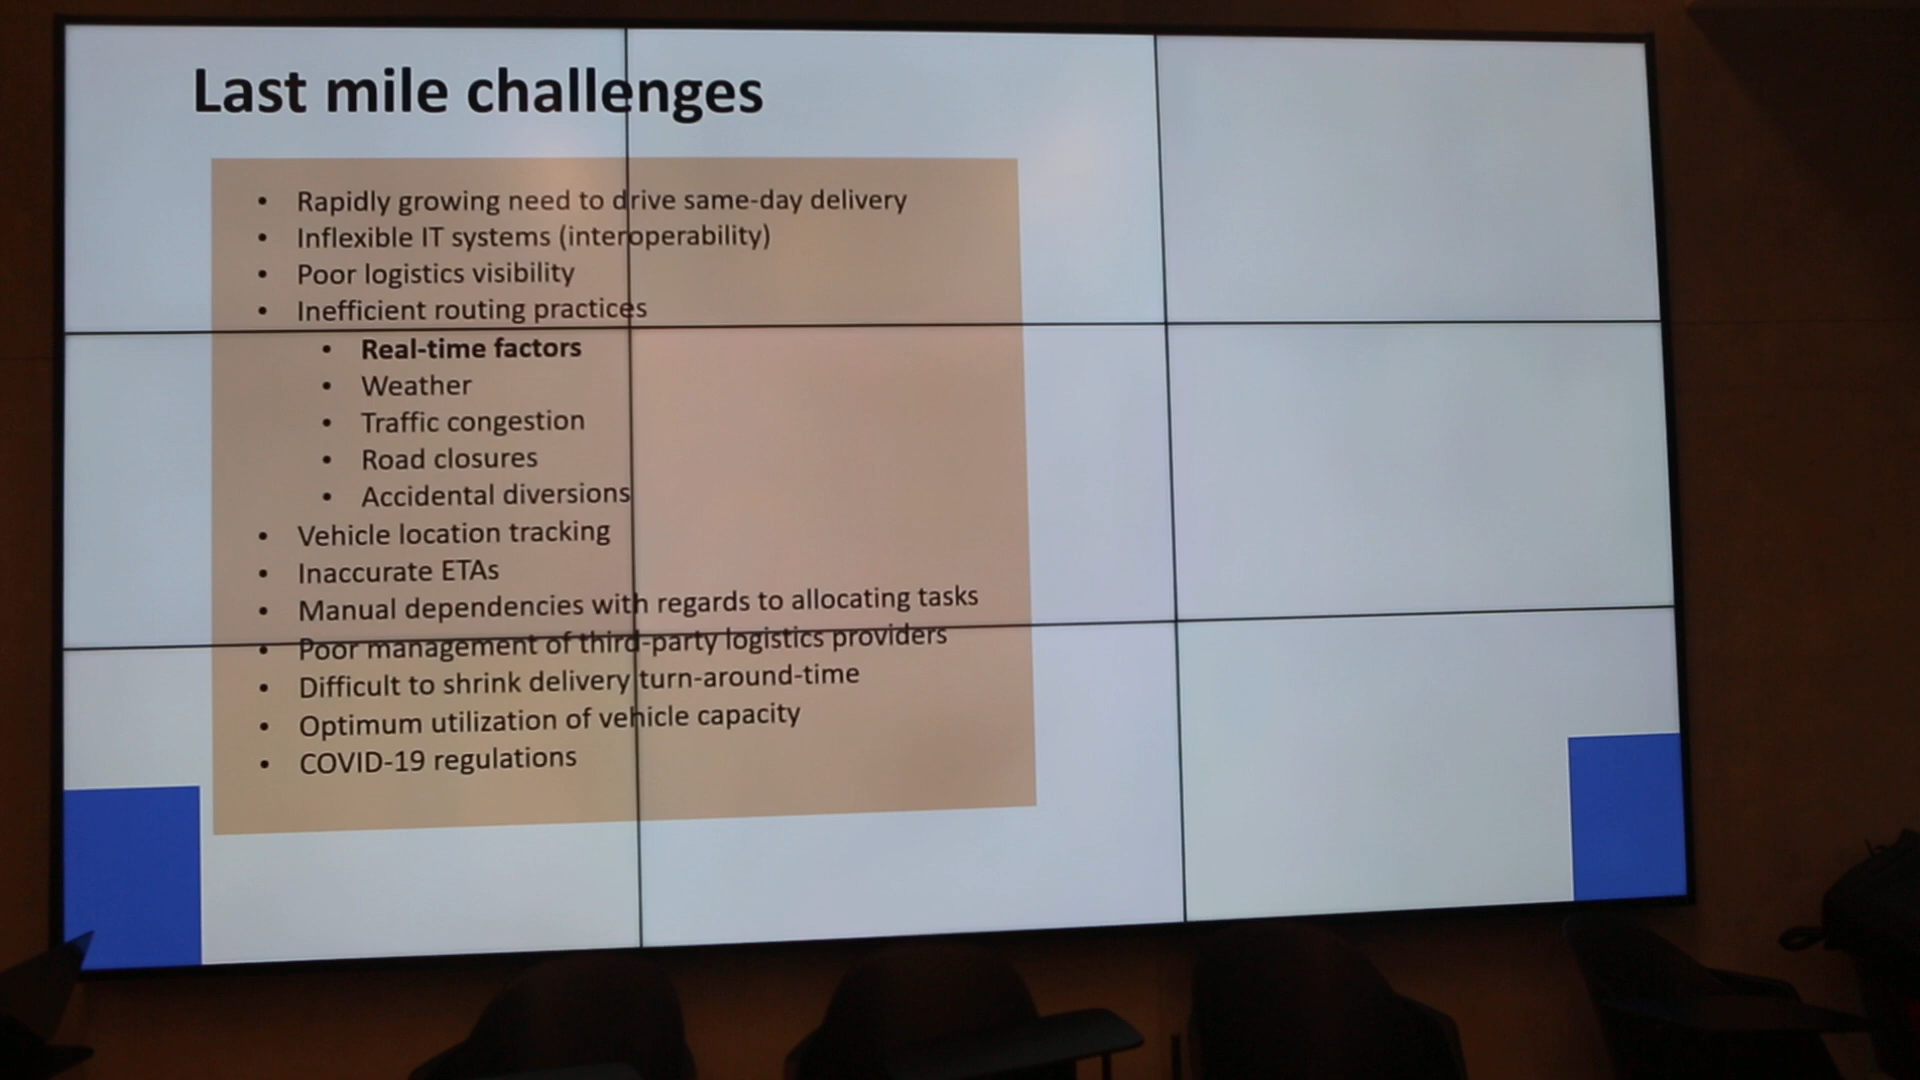 Last mile challenges
• Rapidly growing need to drive same-day delivery
• Inflexible IT systems (interoperability)
• Poor logistics visibility
• Inefficient routing practices
• Real-time factors
• Weather
• Traffic congestion
• Road closures
• Accidental diversions
• Vehicle location tracking
• Inaccurate ETAs
• Manual dependencies with regards to allocating tasks
• Poor management of third-party logistics providers
• Difficult to shrink delivery turn-around-time
• Optimum utilization of vehicle capacity
• COVID-19 regulations